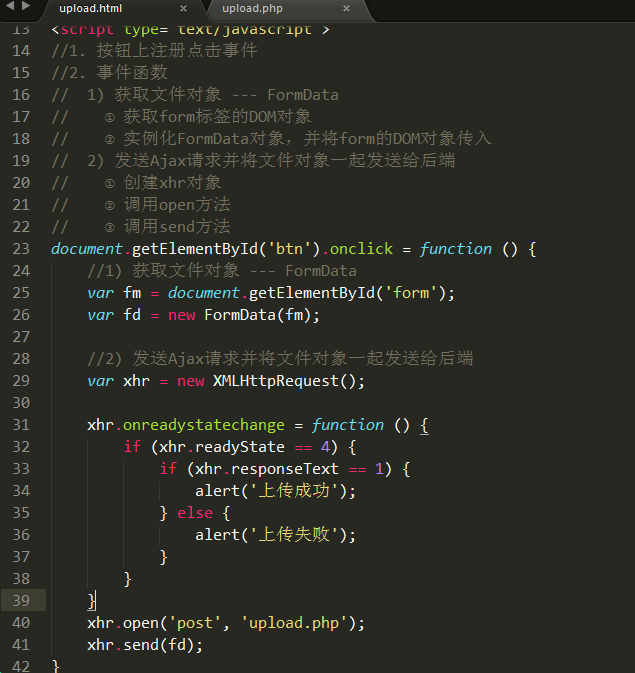 upload.html × upload.php ×
13 <script type="text/javascript">
14 //1. 按钮上注册点击事件
15 //2. 事件函数
16 //  1) 获取文件对象 --- FormData
17 //    ① 获取form标签的DOM对象
18 //    ② 实例化FormData对象，并将form的DOM对象传入
19 //  2) 发送Ajax请求并将文件对象一起发送给后端
20 //    ① 创建xhr对象
21 //    ② 调用open方法
22 //    ③ 调用send方法
23 document.getElementById('btn').onclick = function () {
24     //1) 获取文件对象 --- FormData
25     var fm = document.getElementById('form');
26     var fd = new FormData(fm);
27
28     //2) 发送Ajax请求并将文件对象一起发送给后端
29     var xhr = new XMLHttpRequest();
30
31     xhr.onreadystatechange = function () {
32         if (xhr.readyState == 4) {
33             if (xhr.responseText == 1) {
34                 alert('上传成功');
35             } else {
36                 alert('上传失败');
37             }
38         }
39     }
40     xhr.open('post', 'upload.php');
41     xhr.send(fd);
42 }